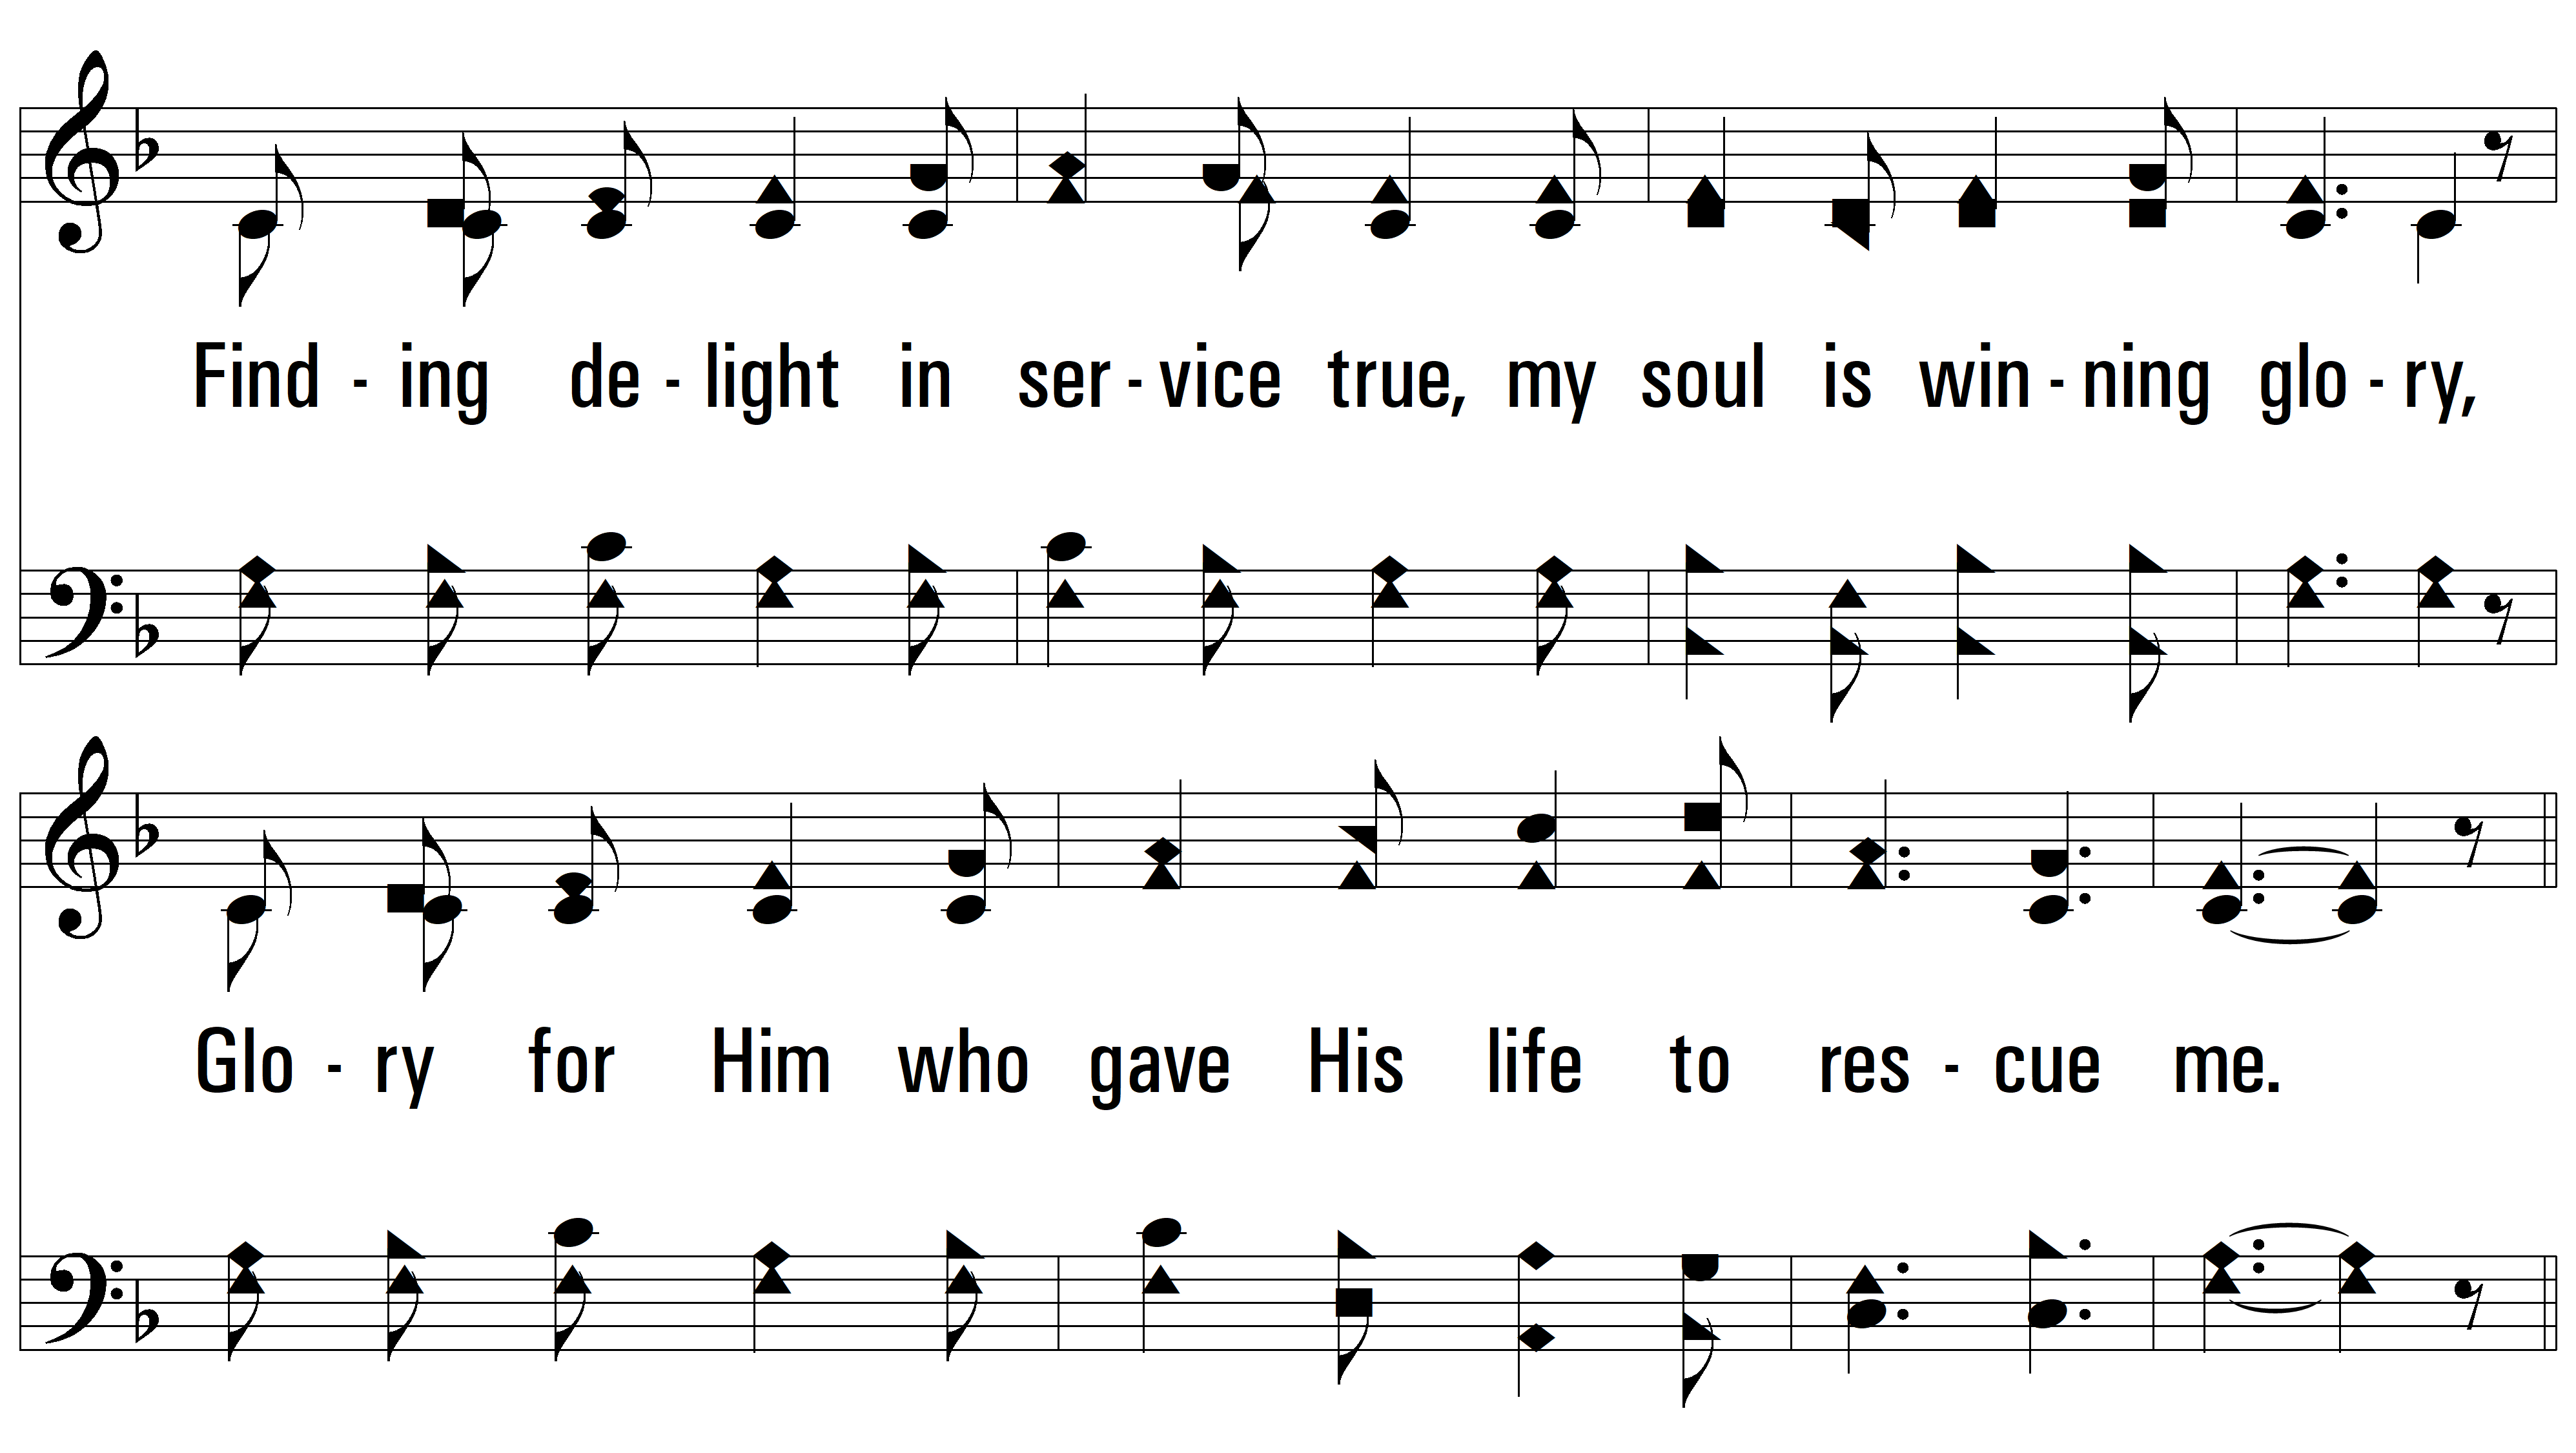 Find - ing de - light in ser - vice true, my soul is win - ning glo - ry,
Glo - ry for Him who gave His life to res - cue me.